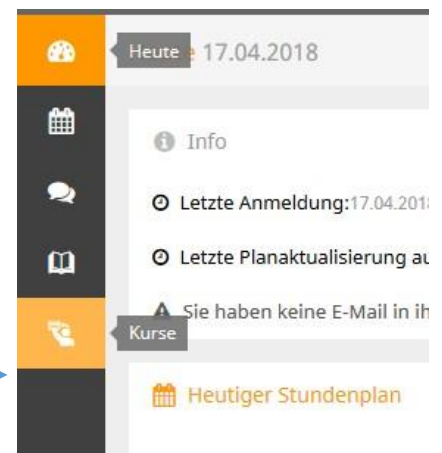 Heute 17.04.2018
Info
Letzte Anmeldung:17.04.2018
Letzte Planaktualisierung au
Sie haben keine E-Mail in ih
Kurse
Heutiger Stundenplan